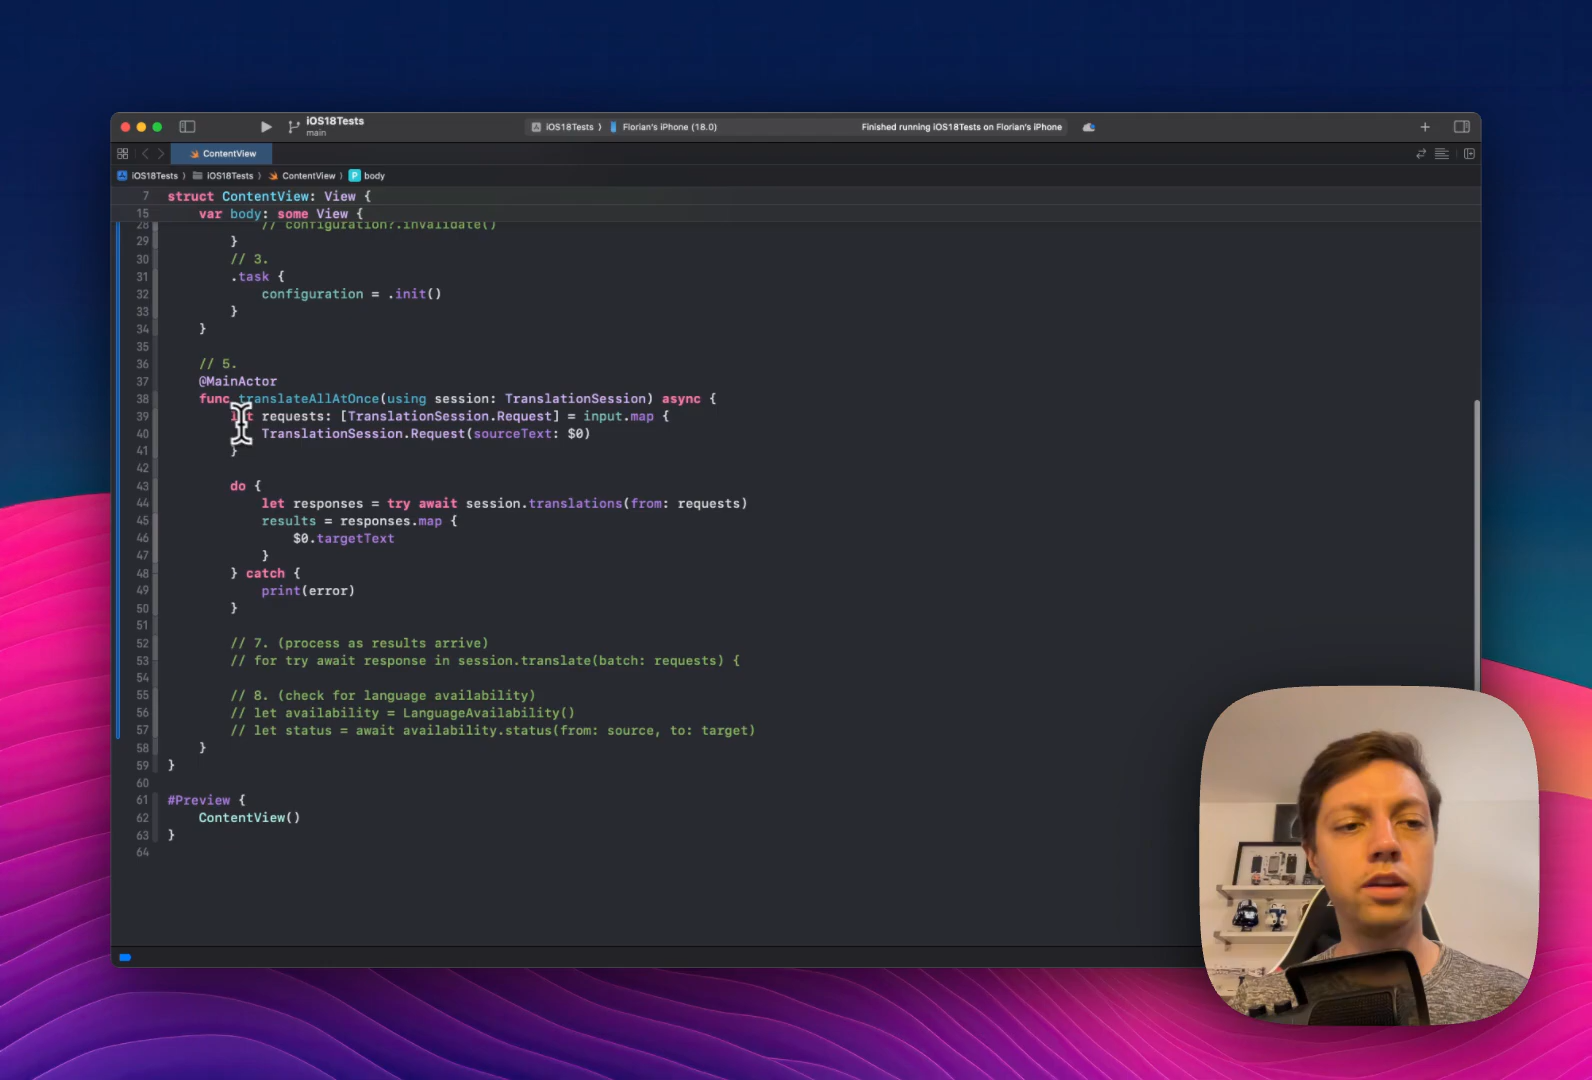 iOS18Tests
main
iOS18Tests ⟩ Florian's iPhone (18.0)
Finished running iOS18Tests on Florian's iPhone
ContentView
iOS18Tests ⟩ iOS18Tests ⟩ ContentView ⟩ P body
7 struct ContentView: View {
15 var body: some View {
28 // configuration?.invalidate()
29 }
30 // 3.
31 .task {
32 configuration = .init()
33 }
34 }
35
36 // 5.
37 @MainActor
38 func translateAllAtOnce(using session: TranslationSession) async {
39 let requests: [TranslationSession.Request] = input.map {
40 TranslationSession.Request(sourceText: $0)
41 }
42
43 do {
44 let responses = try await session.translations(from: requests)
45 results = responses.map {
46 $0.targetText
47 }
48 } catch {
49 print(error)
50 }
51
52 // 7. (process as results arrive)
53 // for try await response in session.translate(batch: requests) {
54
55 // 8. (check for language availability)
56 // let availability = LanguageAvailability()
57 // let status = await availability.status(from: source, to: target)
58 }
59 }
60
61 #Preview {
62 ContentView()
63 }
64